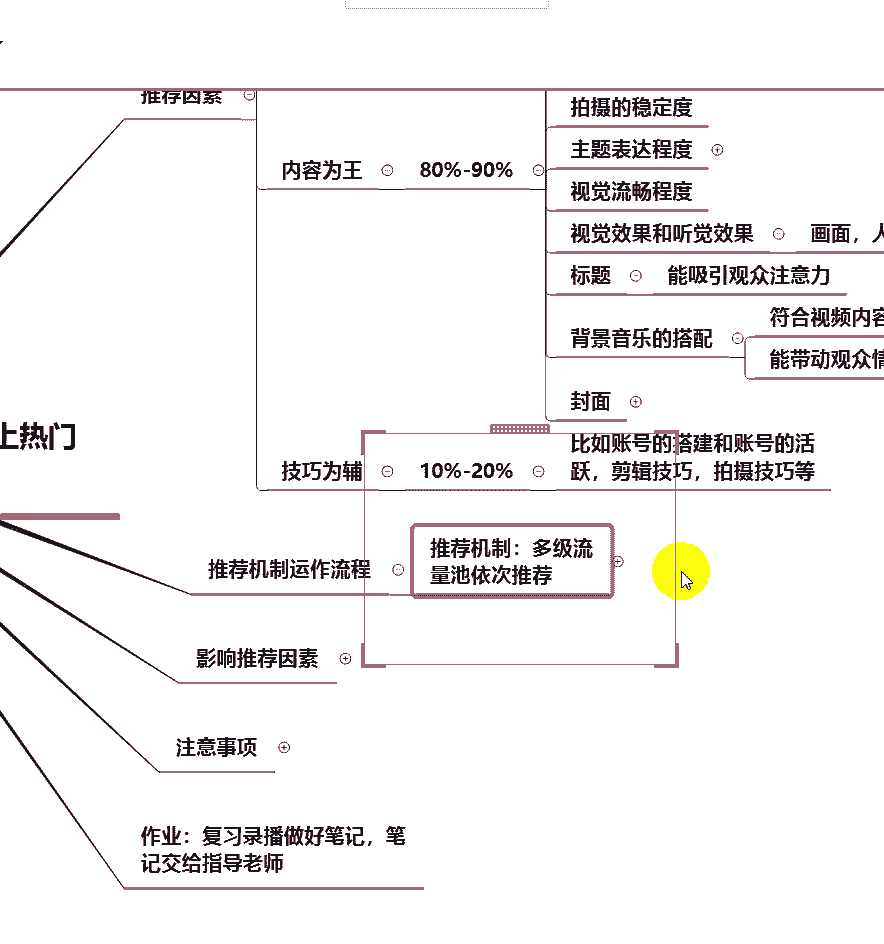 推荐因素
拍摄的稳定度
主题表达程度
内容为王
80%-90%
视觉流畅程度
视觉效果和听觉效果
画面，人
标题
能吸引观众注意力
背景音乐的搭配
符合视频内容
能带动观众情
封面
上热门
技巧为辅
10%-20%
比如账号的搭建和账号的活
跃，剪辑技巧，拍摄技巧等
推荐机制运作流程
推荐机制：多级流
量池依次推荐
影响推荐因素
注意事项
作业：复习录播做好笔记，笔
记交给指导老师